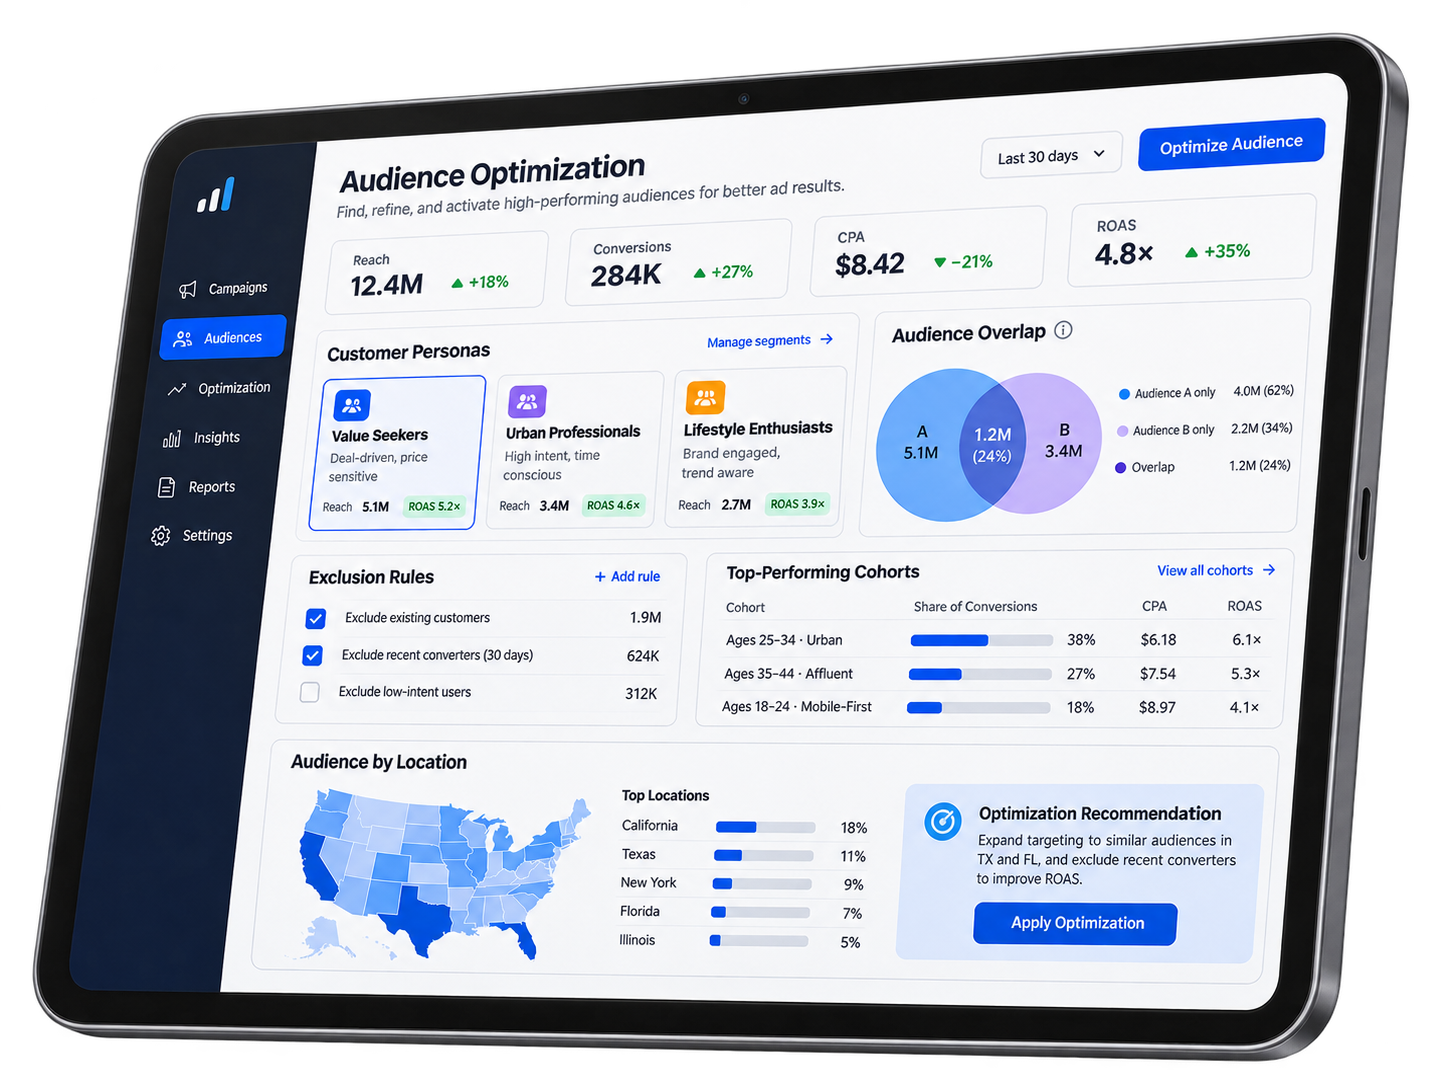 Audience Optimization
Find, refine, and activate high-performing audiences for better ad results.
Last 30 days
Optimize Audience
Campaigns
Audiences
Optimization
Insights
Reports
Settings
Reach
12.4M ▲ +18%
Conversions
284K ▲ +27%
CPA
$8.42 ▼ −21%
ROAS
4.8× ▲ +35%
Customer Personas
Manage segments →
Value Seekers
Deal-driven, price
sensitive
Reach 5.1M ROAS 5.2×
Urban Professionals
High intent, time
conscious
Reach 3.4M ROAS 4.6×
Lifestyle Enthusiasts
Brand engaged,
trend aware
Reach 2.7M ROAS 3.9×
Audience Overlap
A
5.1M
1.2M
(24%)
B
3.4M
Audience A only 4.0M (62%)
Audience B only 2.2M (34%)
Overlap 1.2M (24%)
Exclusion Rules
+ Add rule
Exclude existing customers 1.9M
Exclude recent converters (30 days) 624K
Exclude low-intent users 312K
Top-Performing Cohorts
View all cohorts →
Cohort Share of Conversions CPA ROAS
Ages 25–34 · Urban 38% $6.18 6.1×
Ages 35–44 · Affluent 27% $7.54 5.3×
Ages 18–24 · Mobile-First 18% $8.97 4.1×
Audience by Location
Top Locations
California 18%
Texas 11%
New York 9%
Florida 7%
Illinois 5%
Optimization Recommendation
Expand targeting to similar audiences in
TX and FL, and exclude recent converters
to improve ROAS.
Apply Optimization